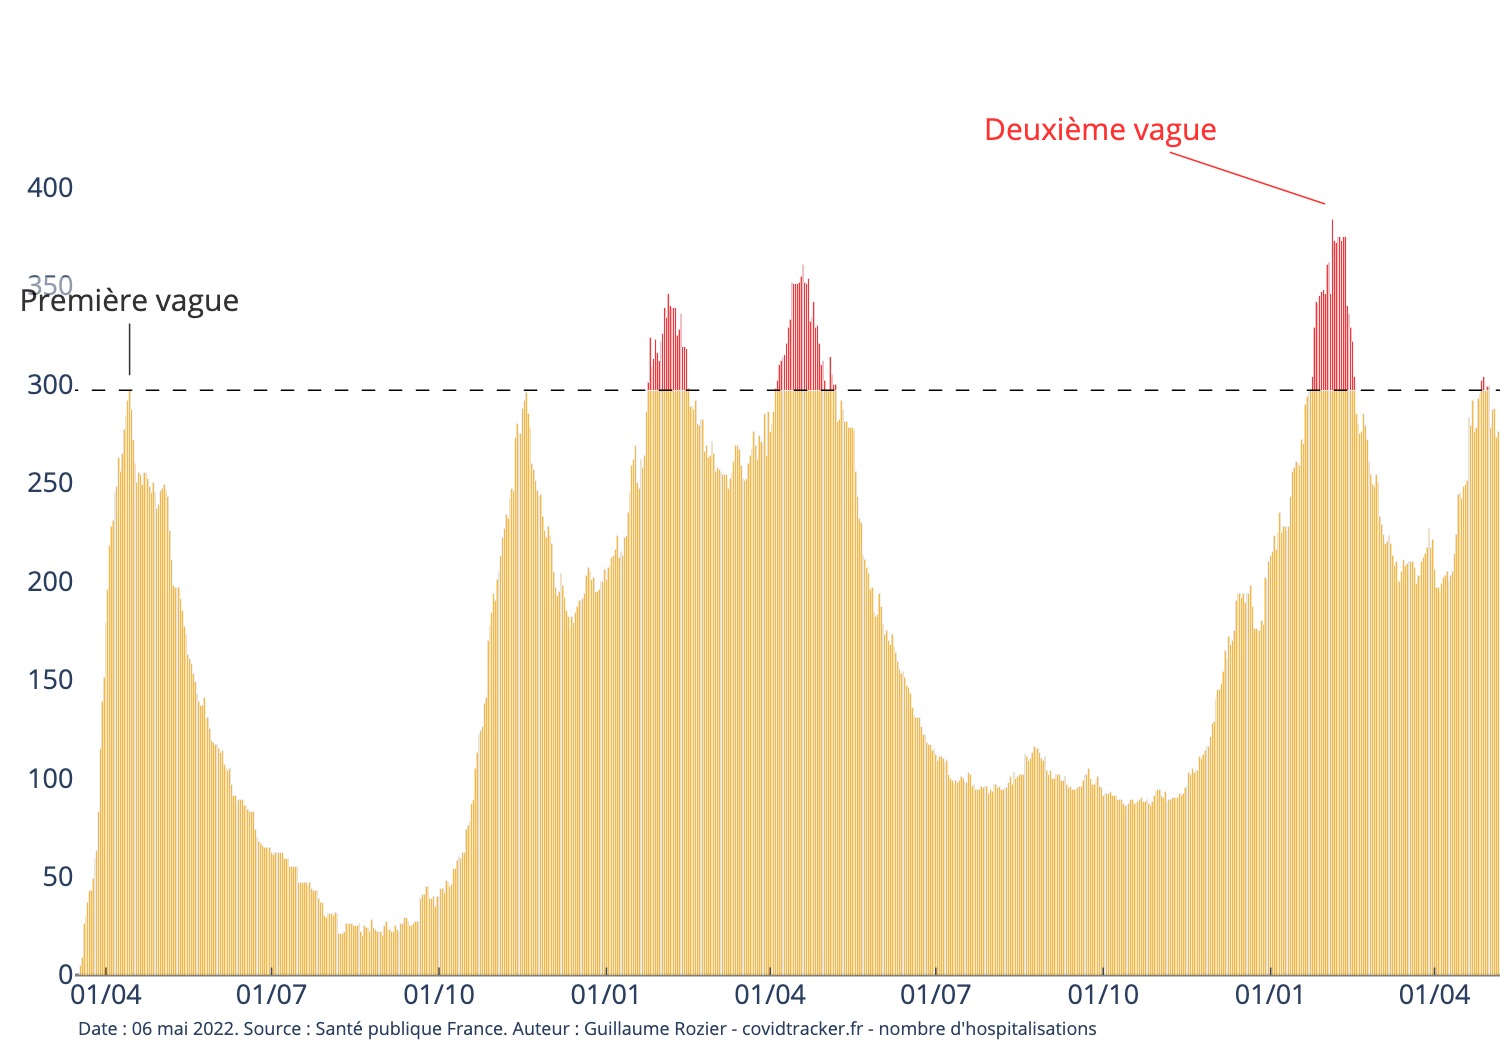 Deuxième vague
400
350
Première vague
300
250
200
150
100
50
0
01/04 01/07 01/10 01/01 01/04 01/07 01/10 01/01 01/04
Date : 06 mai 2022. Source : Santé publique France. Auteur : Guillaume Rozier - covidtracker.fr - nombre d'hospitalisations